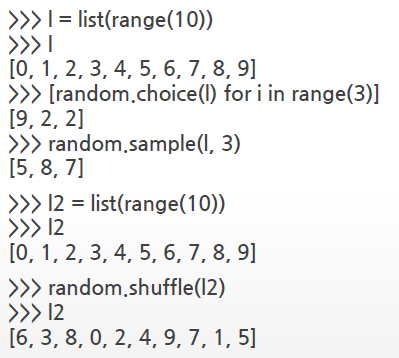 >>> l = list(range(10))
>>> l
[0, 1, 2, 3, 4, 5, 6, 7, 8, 9]
>>> [random.choice(l) for i in range(3)]
[9, 2, 2]
>>> random.sample(l, 3)
[5, 8, 7]
>>> l2 = list(range(10))
>>> l2
[0, 1, 2, 3, 4, 5, 6, 7, 8, 9]
>>> random.shuffle(l2)
>>> l2
[6, 3, 8, 0, 2, 4, 9, 7, 1, 5]